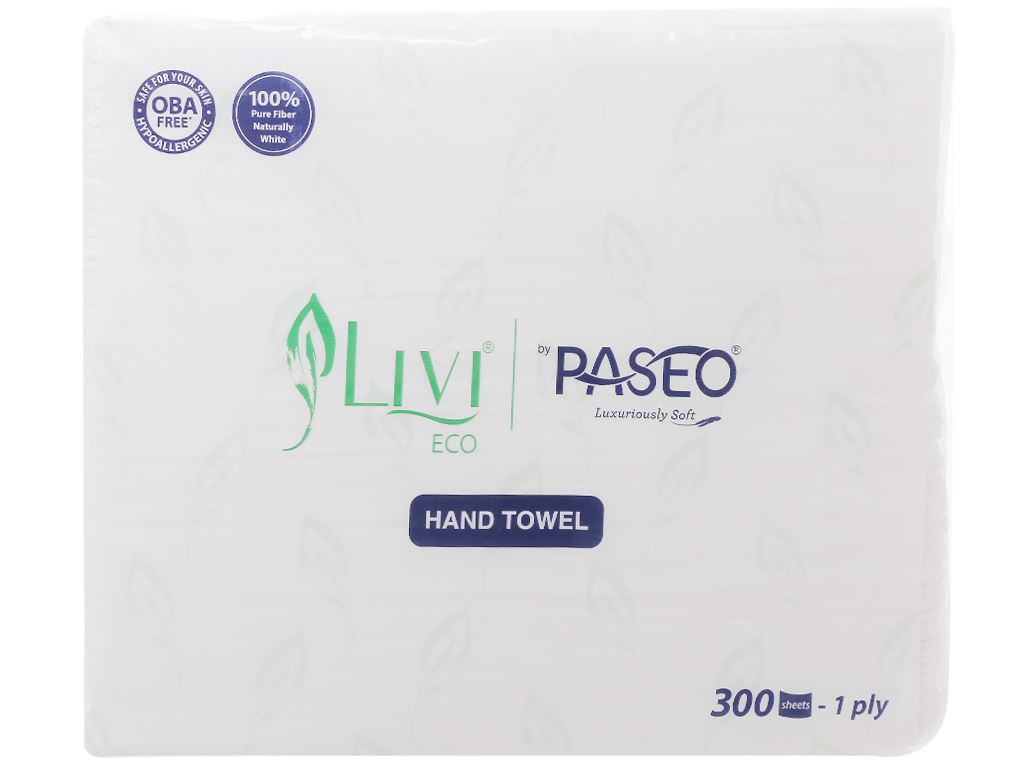 SAFE FOR YOUR SKIN
OBA
FREE*
HYPOALLERGENIC
100%
Pure Fiber
Naturally
White
LIVI®
ECO
by PASEO®
Luxuriously Soft
HAND TOWEL
300 sheets - 1 ply